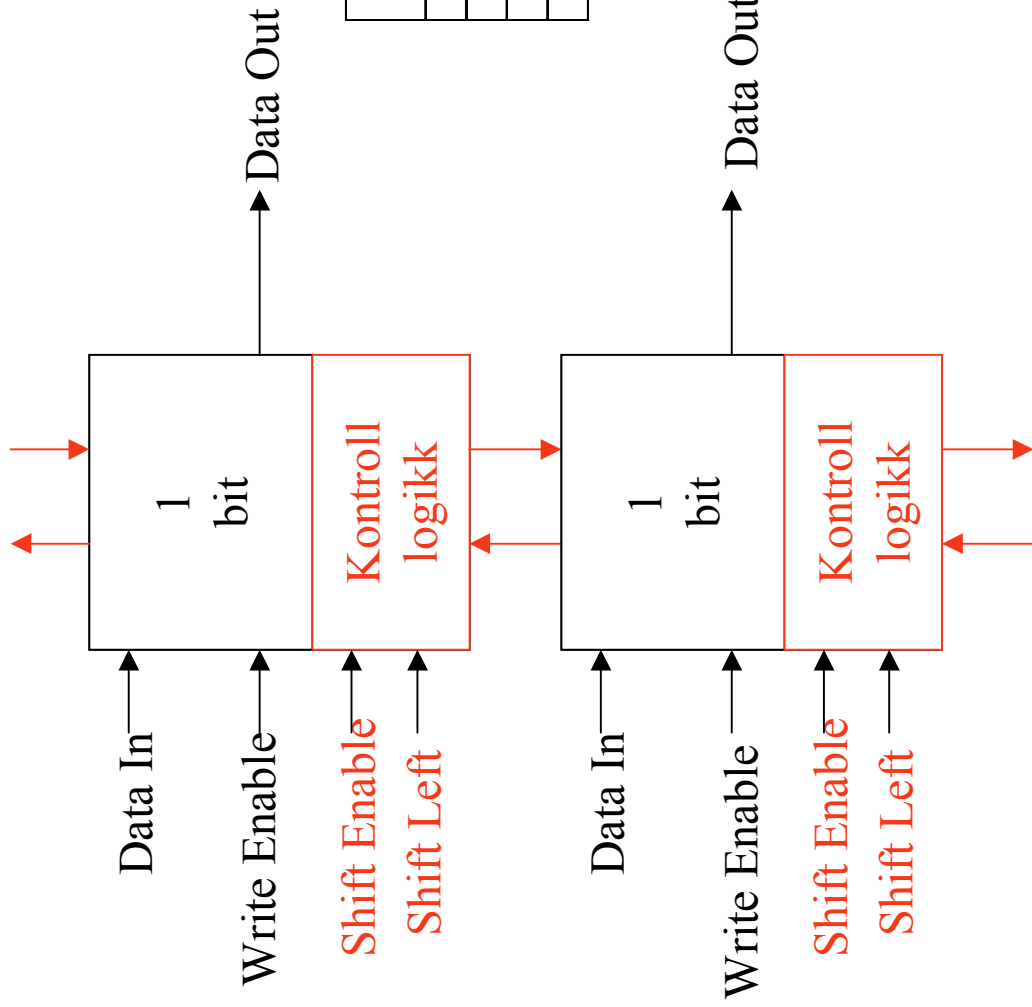 Data In
Write Enable
Shift Enable
Shift Left
1
bit
Kontroll
logikk
Data Out
Data In
Write Enable
Shift Enable
Shift Left
1
bit
Kontroll
logikk
Data Out